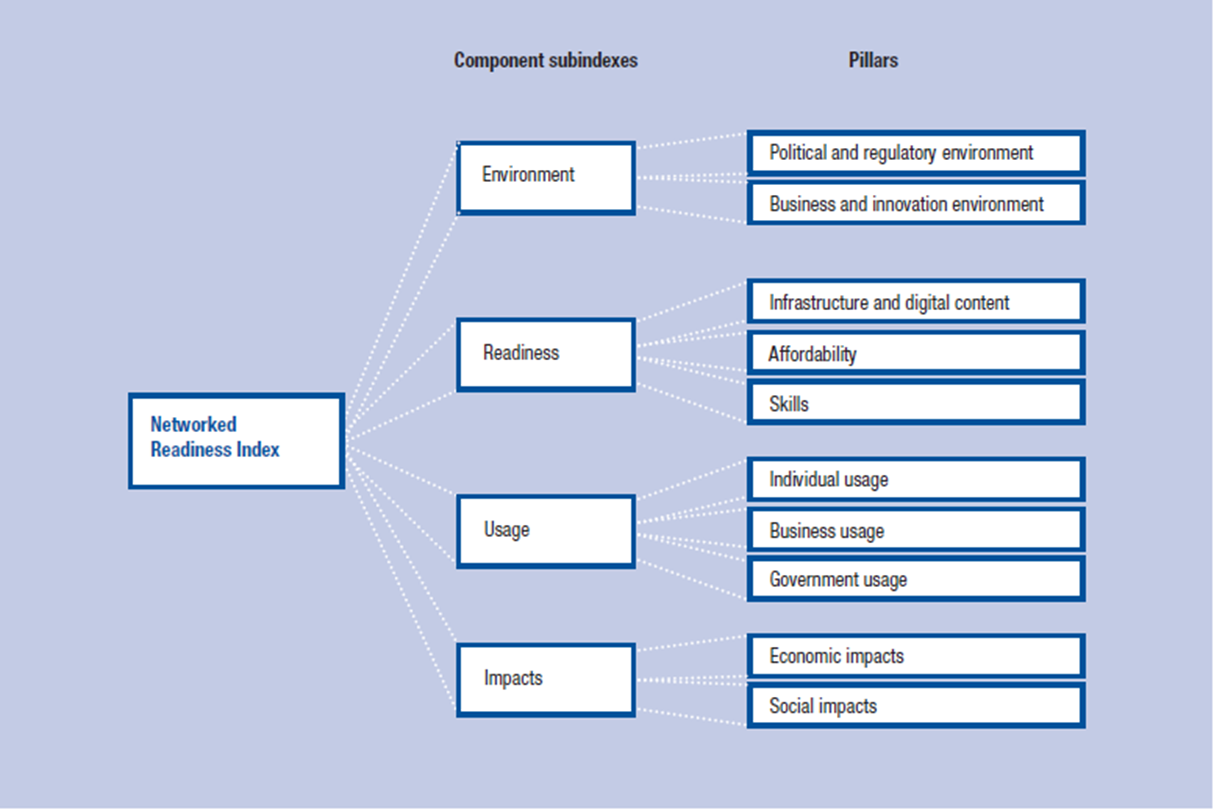 Component subindexes
Pillars
Environment
Political and regulatory environment
Business and innovation environment
Readiness
Infrastructure and digital content
Affordability
Skills
Networked
Readiness Index
Usage
Individual usage
Business usage
Government usage
Impacts
Economic impacts
Social impacts